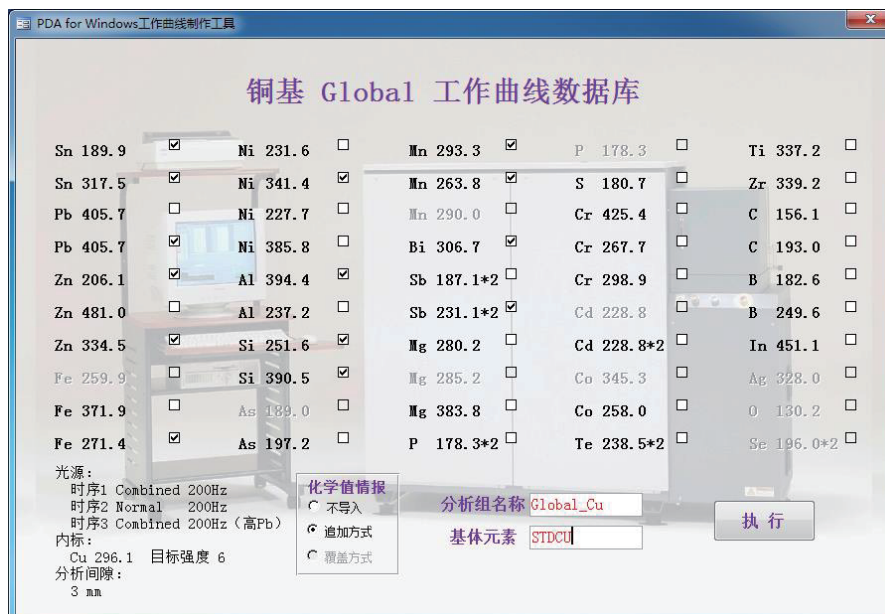 PDA for Windows工作曲线制作工具
铜基 Global 工作曲线数据库
Sn 189.9 Ni 231.6 Mn 293.3 P 178.3 Ti 337.2
Sn 317.5 Ni 341.4 Mn 263.8 S 180.7 Zr 339.2
Pb 405.7 Ni 227.7 Mn 290.0 Cr 425.4 C 156.1
Pb 405.7 Ni 385.8 Bi 306.7 Cr 267.7 C 193.0
Zn 206.1 Al 394.4 Sb 187.1*2 Cr 298.9 B 182.6
Zn 481.0 Al 237.2 Sb 231.1*2 Cd 228.8 B 249.6
Zn 334.5 Si 251.6 Mg 280.2 Cd 228.8*2 In 451.1
Fe 259.9 Si 390.5 Mg 285.2 Co 345.3 Ag 328.0
Fe 371.9 As 189.0 Mg 383.8 Co 258.0 O 130.2
Fe 271.4 As 197.2 P 178.3*2 Te 238.5*2 Se 196.0*2
光源:
时序1 Combined 200Hz
时序2 Normal 200Hz
时序3 Combined 200Hz（高Pb）
内标:
Cu 296.1 目标强度 6
分析间隙:
3 mm
化学值情报
不导入
追加方式
覆盖方式
分析组名称 Global_Cu
基体元素 STDCU
执行